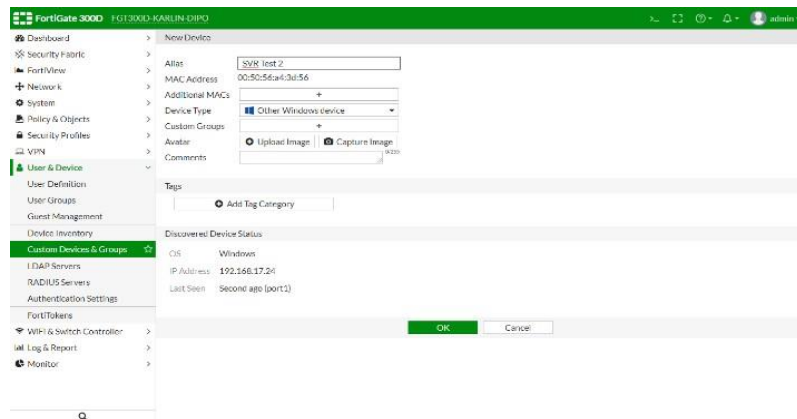 FortiGate 300D FGT300D-KARLIN-DIPO
admin
Dashboard
Security Fabric
FortiView
Network
System
Policy & Objects
Security Profiles
VPN
User & Device
User Definition
User Groups
Guest Management
Device Inventory
Custom Devices & Groups
LDAP Servers
RADIUS Servers
Authentication Settings
FortiTokens
WiFi & Switch Controller
Log & Report
Monitor
New Device
Alias SVR Test 2
MAC Address 00:50:56:a4:3d:56
Additional MACs +
Device Type Other Windows device
Custom Groups +
Avatar Upload Image Capture Image
Comments 0/255
Tags
Add Tag Category
Discovered Device Status
OS Windows
IP Address 192.168.17.24
Last Seen Second ago (port1)
OK Cancel